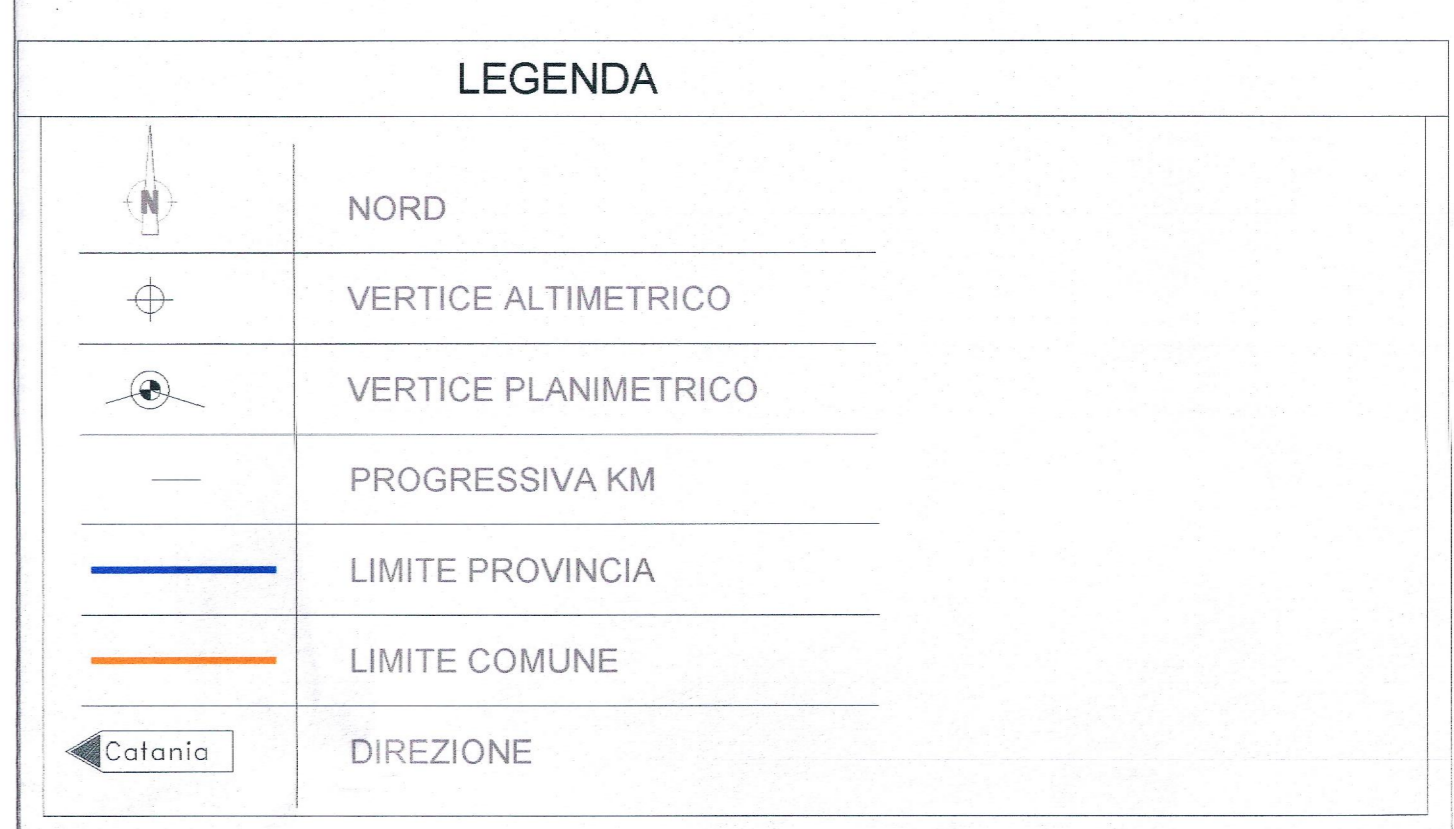 LEGENDA
N NORD
VERTICE ALTIMETRICO
VERTICE PLANIMETRICO
PROGRESSIVA KM
LIMITE PROVINCIA
LIMITE COMUNE
Catania DIREZIONE